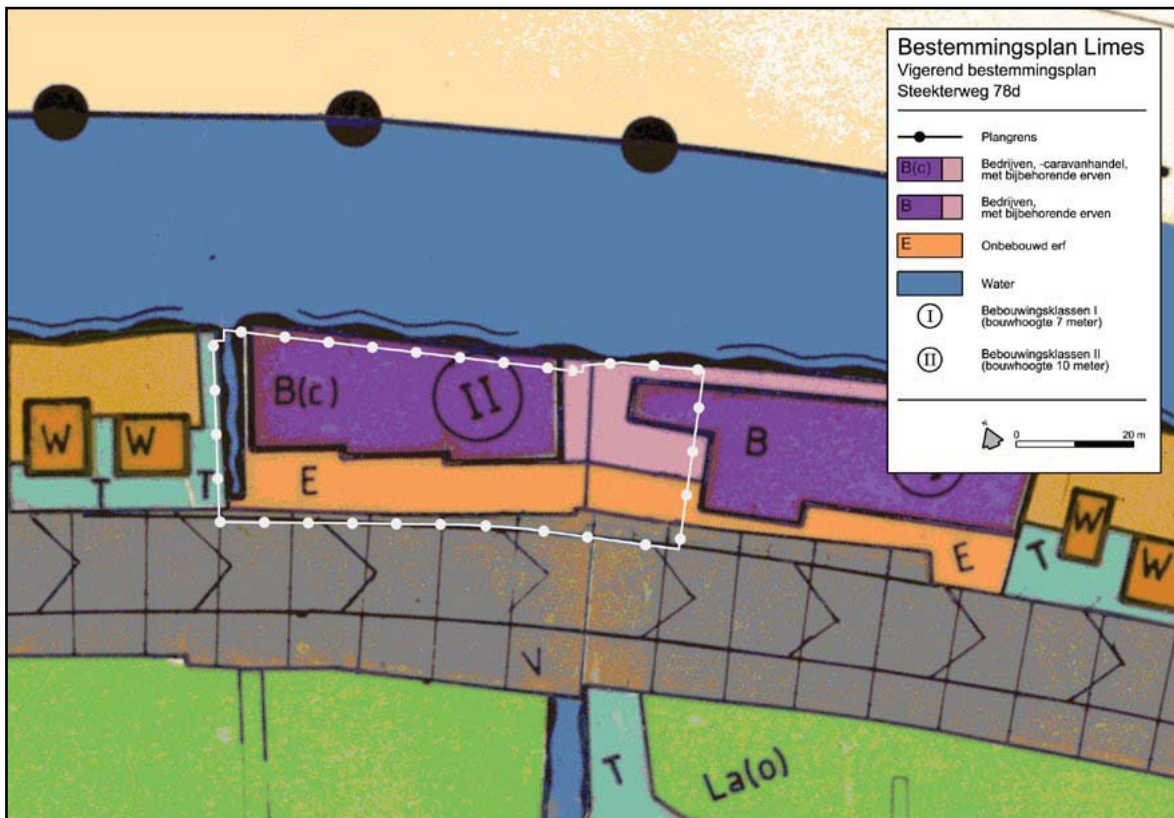 Bestemmingsplan Limes
Vigerend bestemmingsplan
Steekterweg 78d
Plangrens
B(c) Bedrijven, -caravanhandel,
met bijbehorende erven
B Bedrijven,
met bijbehorende erven
E Onbebouwd erf
Water
I Bebouwingsklassen I
(bouwhoogte 7 meter)
II Bebouwingsklassen II
(bouwhoogte 10 meter)
0 20 m
B(c) II
B
W W
T T
E
E
T
W
W
V
T
La(o)